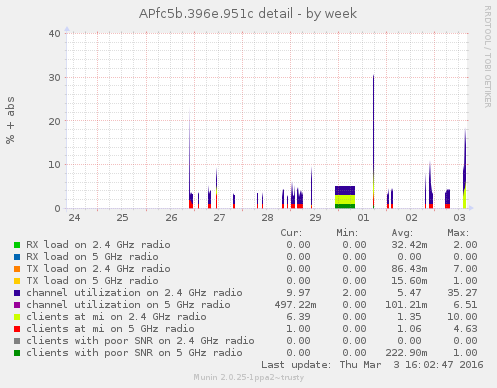 APfc5b.396e.951c detail - by week
RRDTOOL / TOBI OETIKER
% + abs
40
30
20
10
0
24 25 26 27 28 29 01 02 03
Cur: Min: Avg: Max:
RX load on 2.4 GHz radio 0.00 0.00 32.42m 2.00
RX load on 5 GHz radio 0.00 0.00 0.00 0.00
TX load on 2.4 GHz radio 0.00 0.00 86.43m 7.00
TX load on 5 GHz radio 0.00 0.00 15.60m 1.00
channel utilization on 2.4 GHz radio 9.97 2.00 5.47 35.27
channel utilization on 5 GHz radio 497.22m 0.00 101.21m 6.51
clients at mi on 2.4 GHz radio 6.39 0.00 1.35 10.00
clients at mi on 5 GHz radio 1.00 0.00 1.06 4.63
clients with poor SNR on 2.4 GHz radio 0.00 0.00 0.00 0.00
clients with poor SNR on 5 GHz radio 0.00 0.00 222.90m 1.00
Last update: Thu Mar 3 16:02:47 2016
Munin 2.0.25-1ppa2~trusty